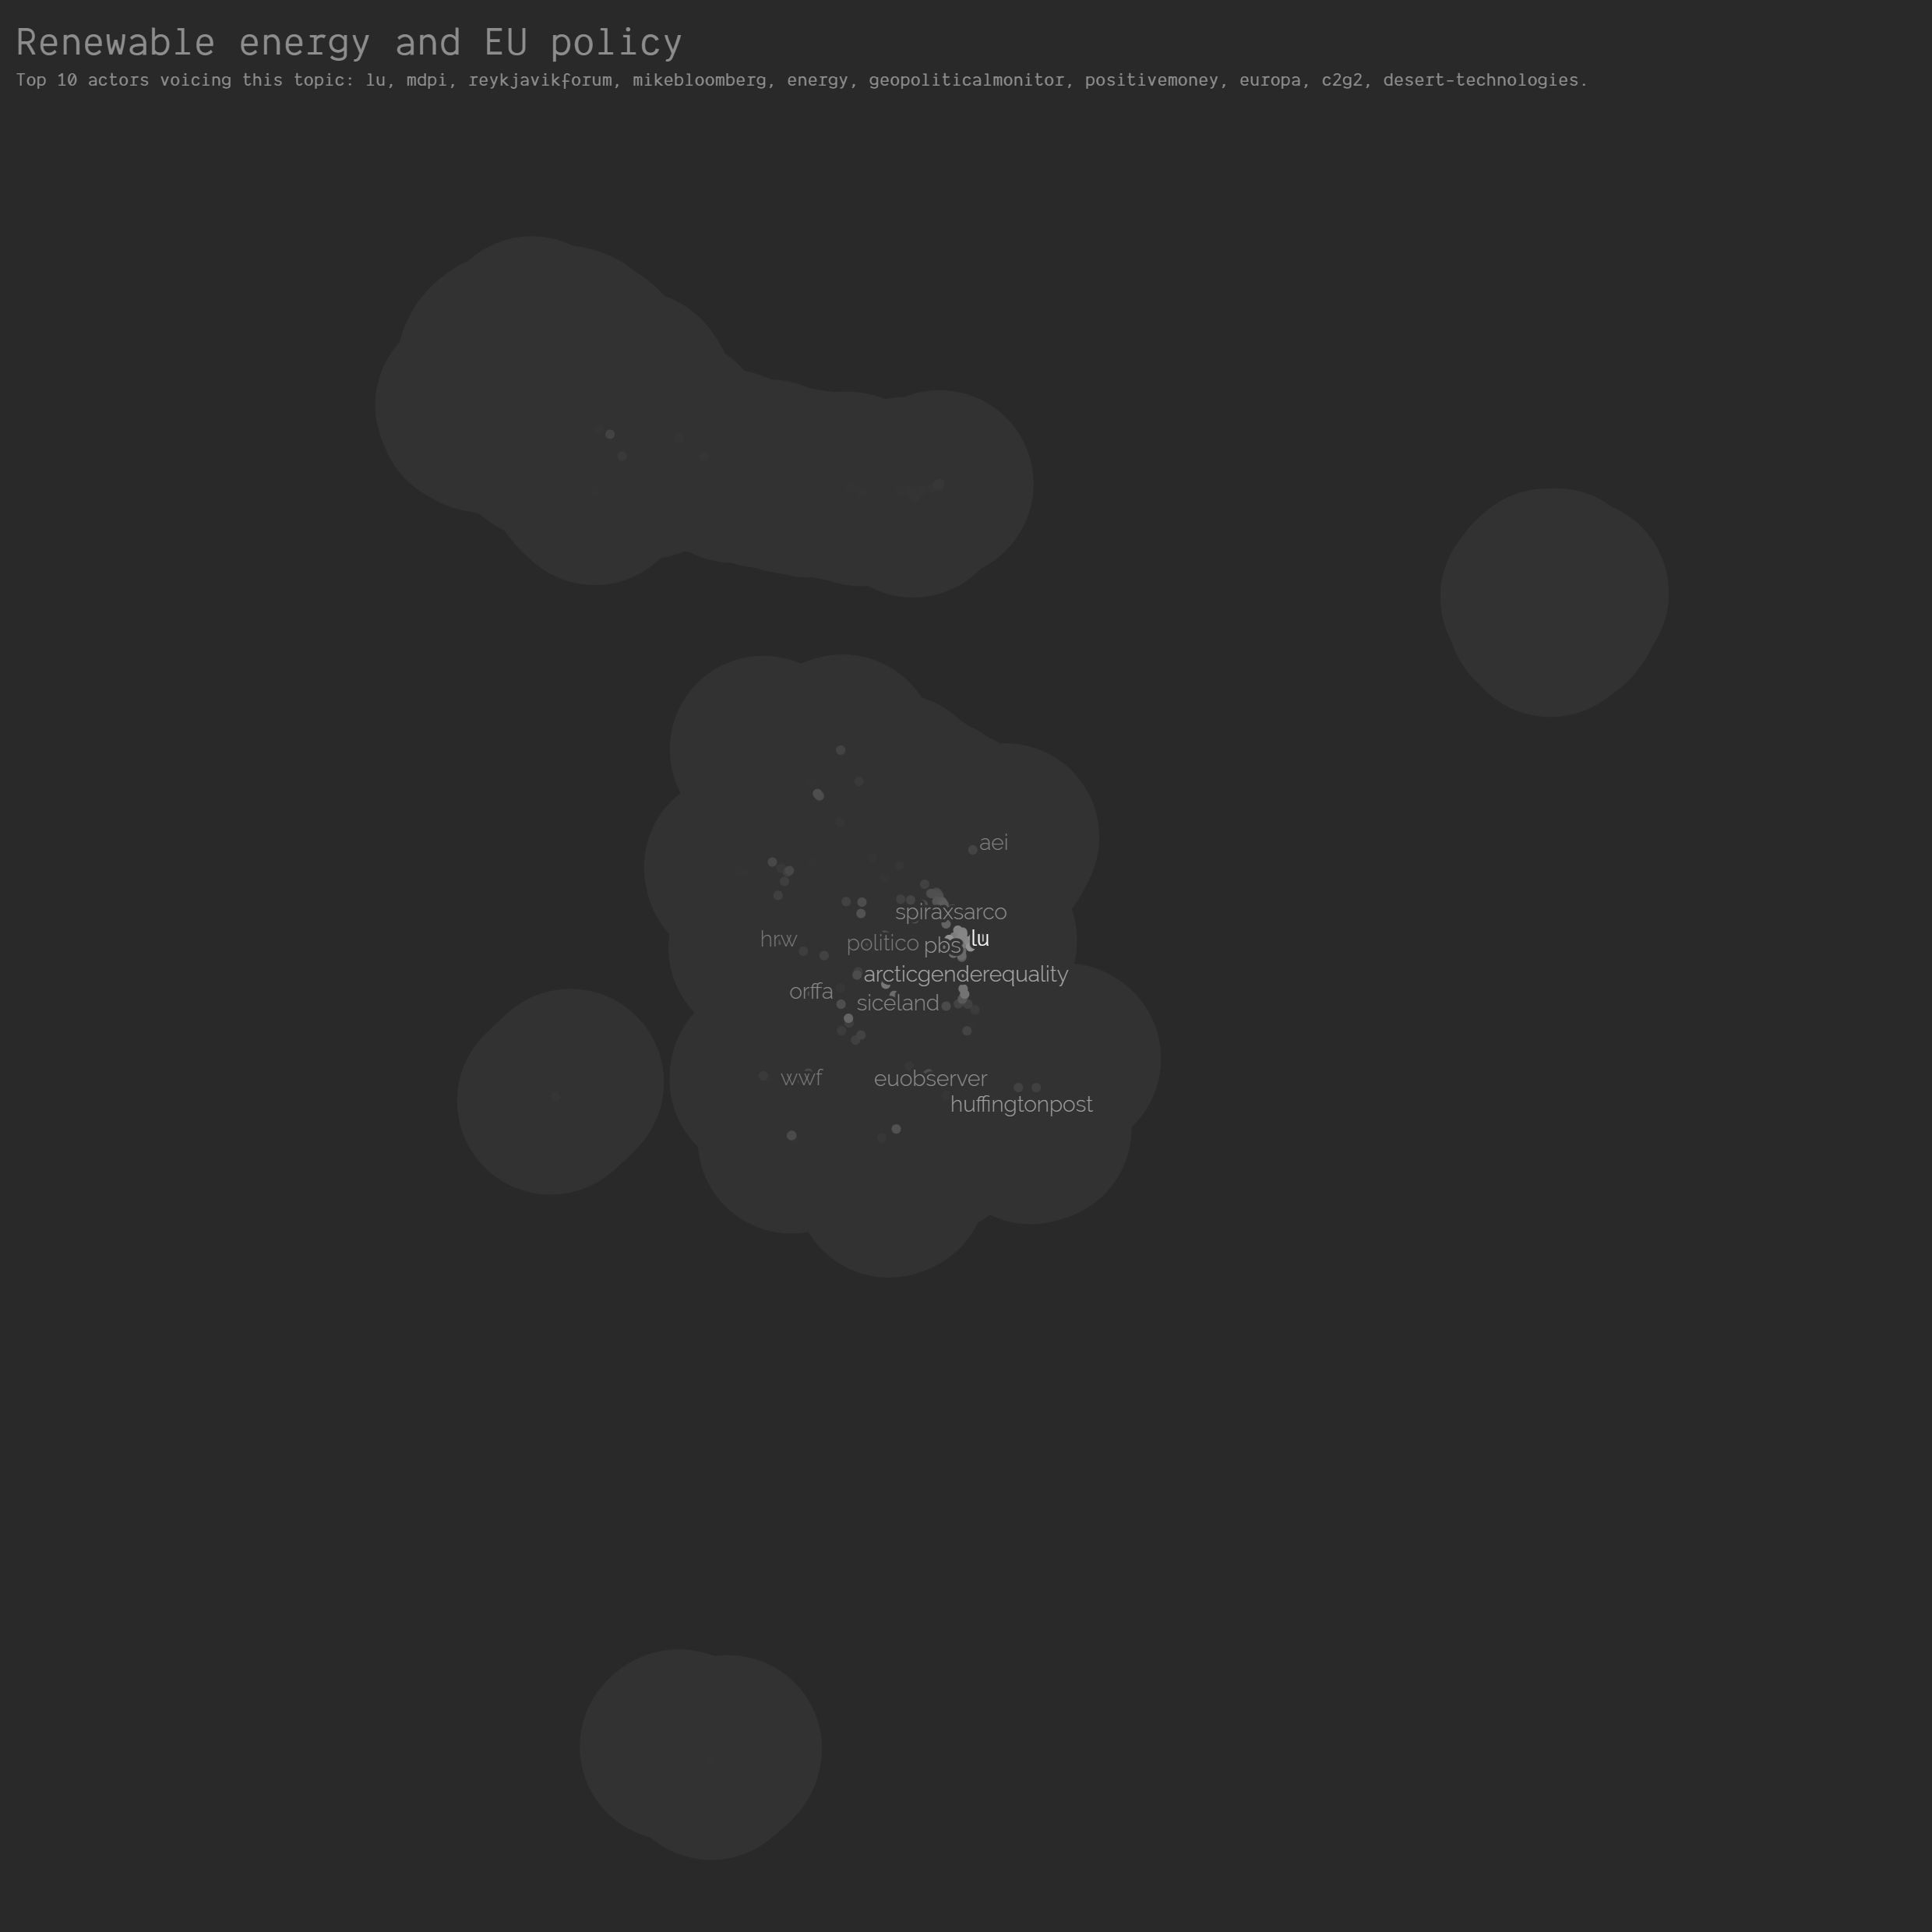 Renewable energy and EU policy
Top 10 actors voicing this topic: lu, mdpi, reykjavikforum, mikebloomberg, energy, geopoliticalmonitor, positivemoney, europa, c2g2, desert-technologies.
aei
spiraxsarco
hrw
politico
pbs
lu
arcticgenderequality
orffa
siceland
wwf
euobserver
huffingtonpost